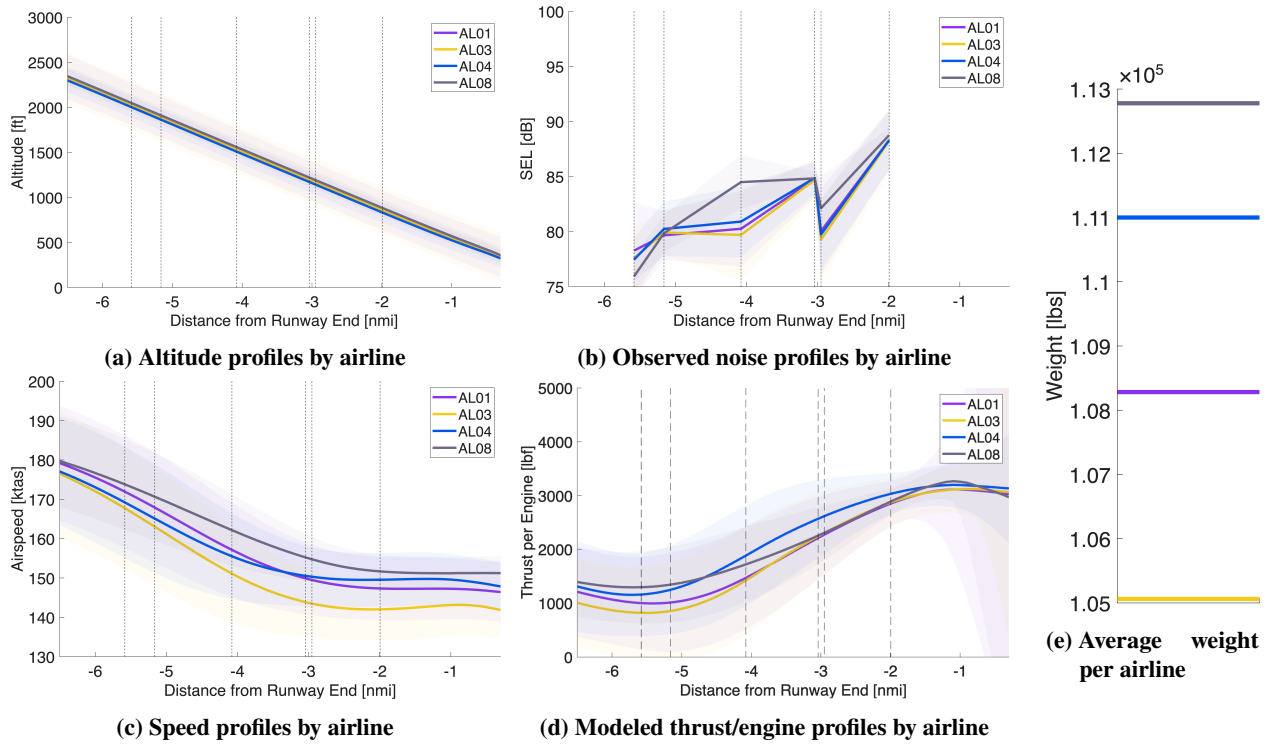 3000
2500
2000
1500
1000
500
0
Altitude [ft]
-6 -5 -4 -3 -2 -1
Distance from Runway End [nmi]
AL01
AL03
AL04
AL08
(a) Altitude profiles by airline
100
95
90
85
80
75
SEL [dB]
-6 -5 -4 -3 -2 -1
Distance from Runway End [nmi]
AL01
AL03
AL04
AL08
(b) Observed noise profiles by airline
200
190
180
170
160
150
140
130
Airspeed [ktas]
-6 -5 -4 -3 -2 -1
Distance from Runway End [nmi]
AL01
AL03
AL04
AL08
(c) Speed profiles by airline
5000
4000
3000
2000
1000
0
Thrust per Engine [lbf]
-6 -5 -4 -3 -2 -1
Distance from Runway End [nmi]
AL01
AL03
AL04
AL08
(d) Modeled thrust/engine profiles by airline
×10⁵
1.13
1.12
1.11
1.1
1.09
1.08
1.07
1.06
1.05
Weight [lbs]
(e) Average weight
per airline